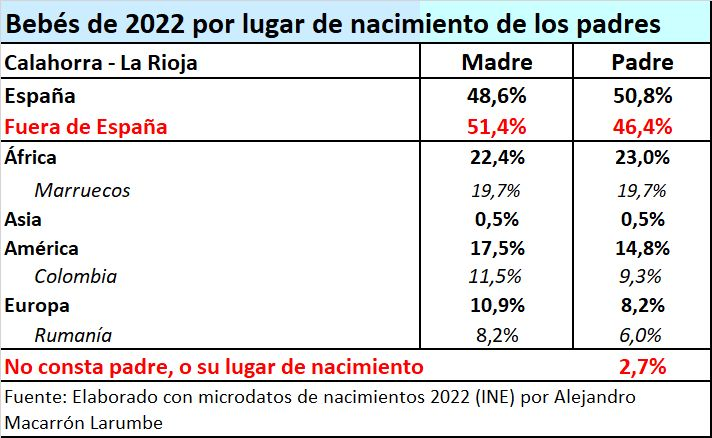 Bebés de 2022 por lugar de nacimiento de los padres
Calahorra - La Rioja Madre Padre
España 48,6% 50,8%
Fuera de España 51,4% 46,4%
África 22,4% 23,0%
Marruecos 19,7% 19,7%
Asia 0,5% 0,5%
América 17,5% 14,8%
Colombia 11,5% 9,3%
Europa 10,9% 8,2%
Rumanía 8,2% 6,0%
No consta padre, o su lugar de nacimiento 2,7%
Fuente: Elaborado con microdatos de nacimientos 2022 (INE) por Alejandro
Macarrón Larumbe